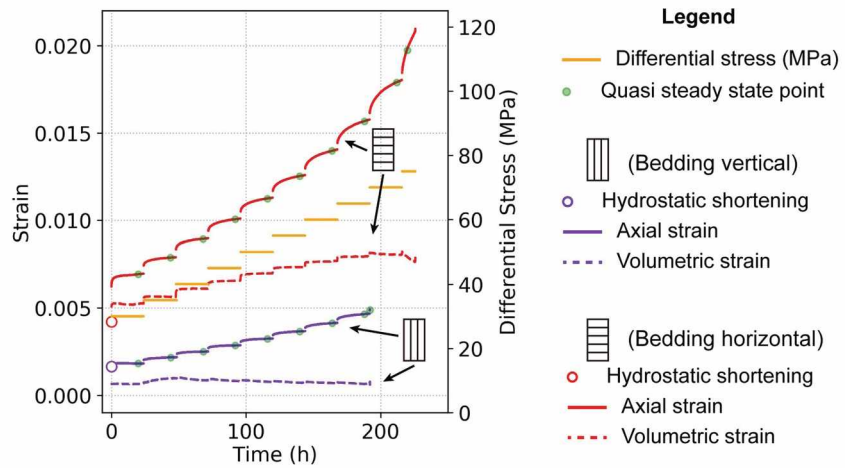 0.020
0.015
0.010
0.005
0.000
Strain
0
100
200
Time (h)
120
100
80
60
40
20
0
Differential Stress (MPa)
Legend
Differential stress (MPa)
Quasi steady state point
(Bedding vertical)
Hydrostatic shortening
Axial strain
Volumetric strain
(Bedding horizontal)
Hydrostatic shortening
Axial strain
Volumetric strain